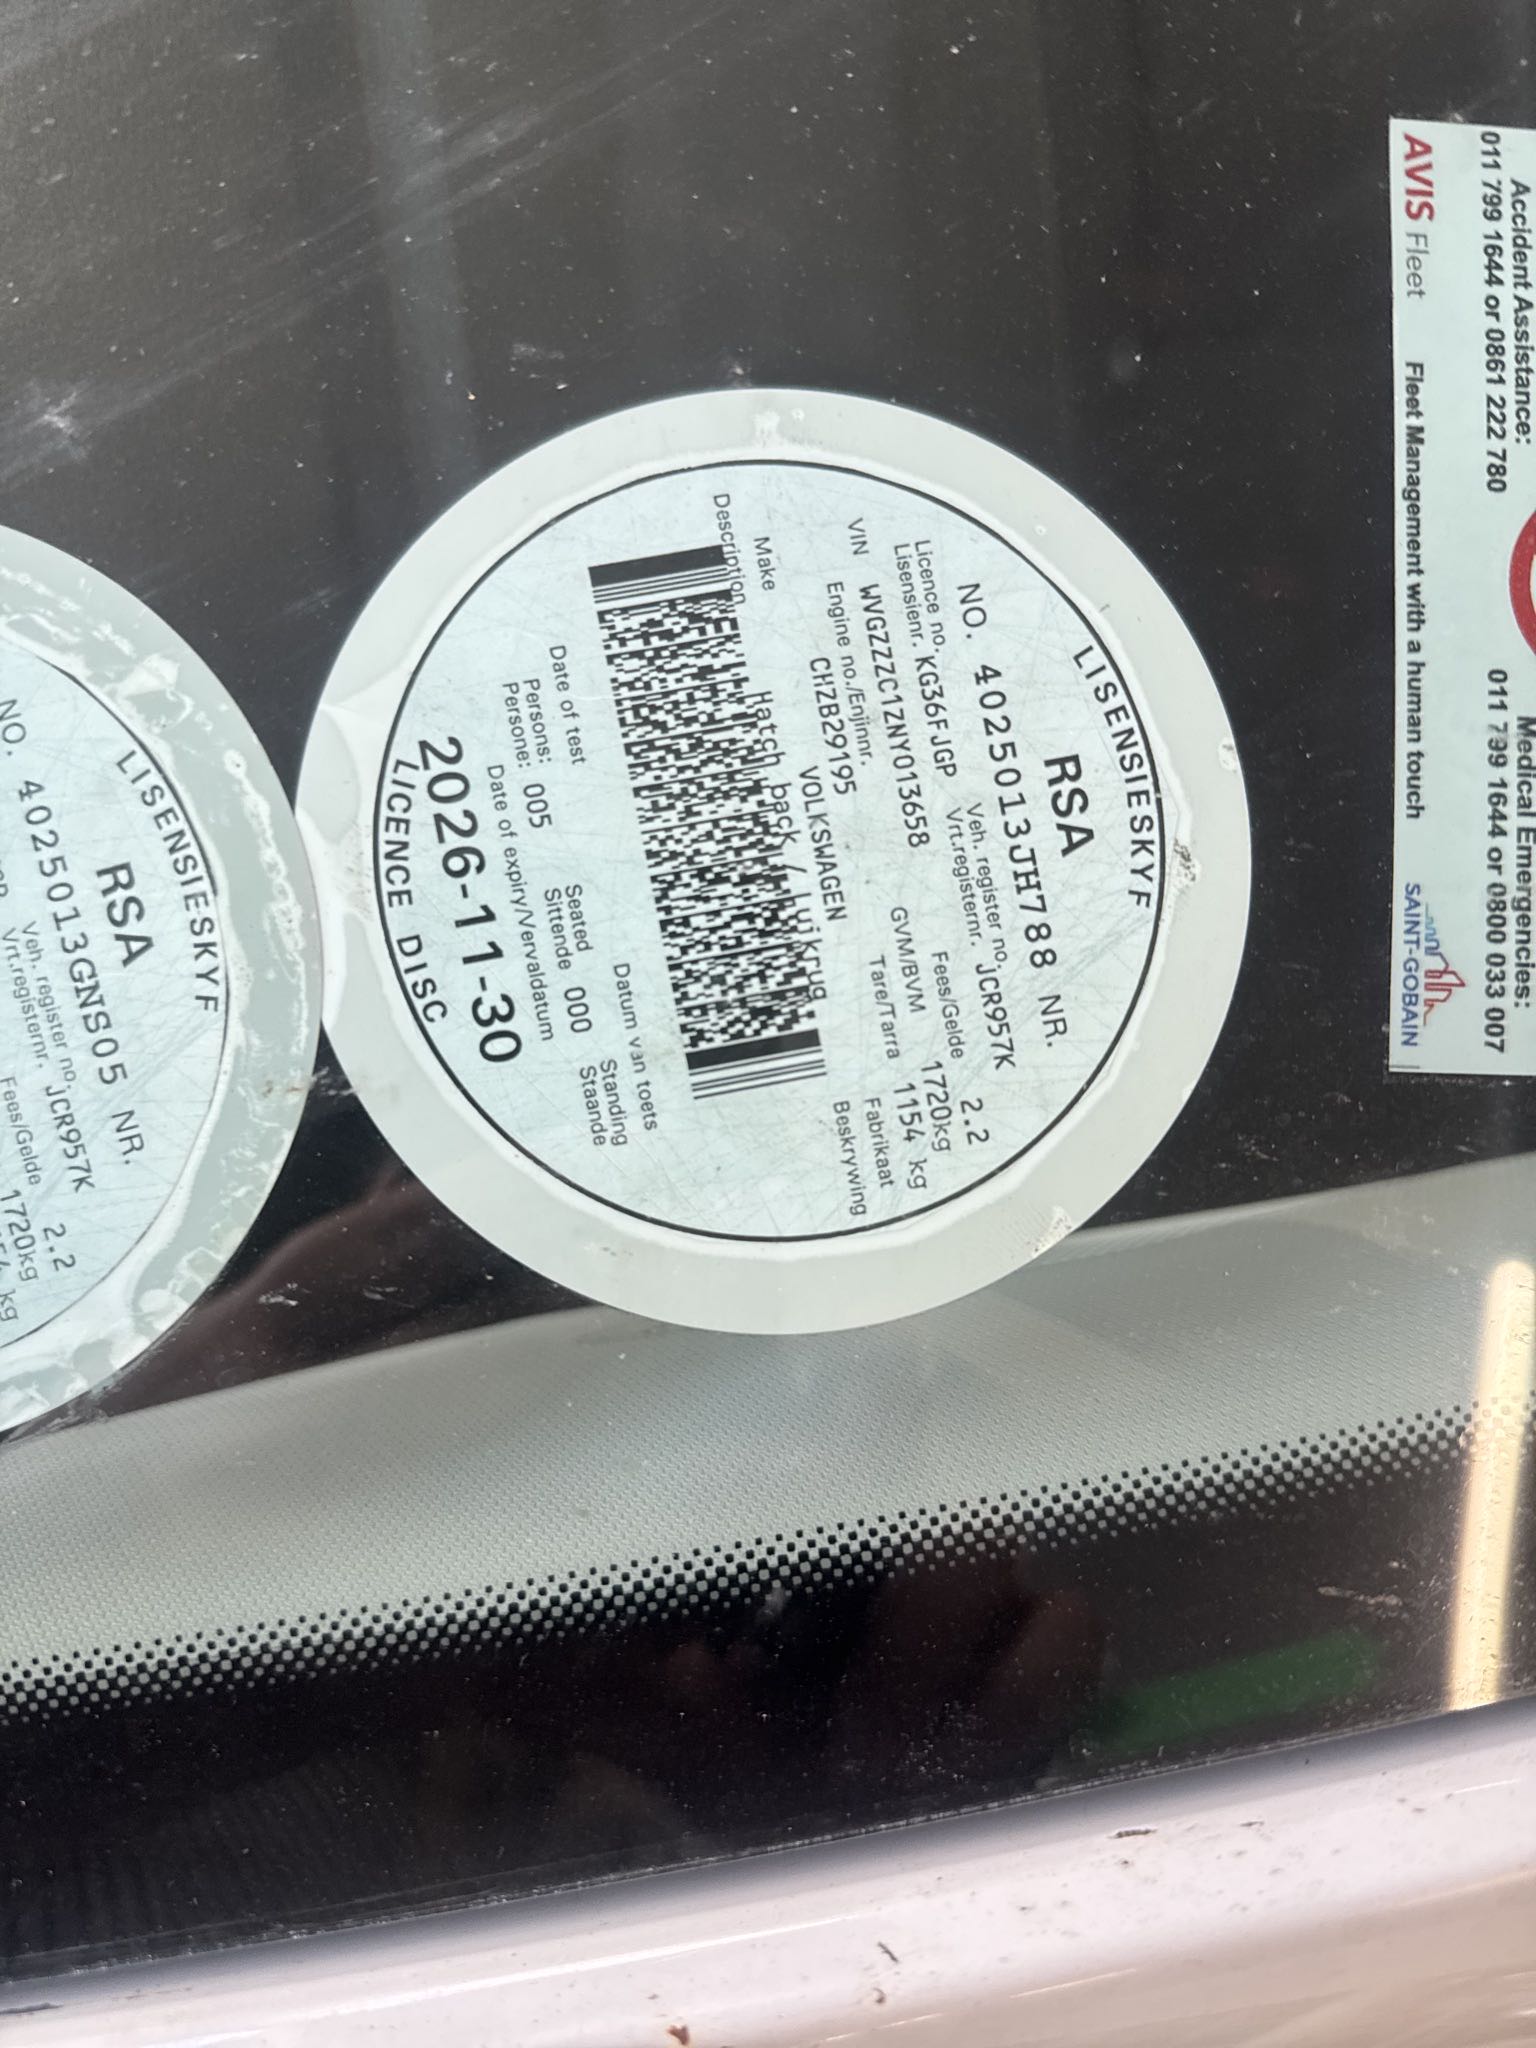 LISENSIESKYF
RSA
NO. 4025013JH788 NR.
Licence no. Veh. register no.
Lisensienr. KG36FJGP Vrt.registernr. JCR957K
VIN WVGZZZC1ZNY013658 Fees/Gelde 2.2
Engine no./Enjinnr. GVM/BVM 1720kg
CHZB29195 Tare/Tarra 1154 kg
Make VOLKSWAGEN Fabrikaat
Description Hatch back / Luikrug Beskrywing
Date of test Datum van toets
Persons: Seated Standing
Persone: 005 Sittende 000 Staande
Date of expiry/Vervaldatum
2026-11-30
LICENCE DISC
LISENSIESKYF
RSA
NO. 4025013GNS05 NR.
Veh. register no.
Vrt.registernr. JCR957K
Fees/Gelde 2.2
1720kg
kg
Accident Assistance: Medical Emergencies:
011 799 1644 or 0861 222 780 011 799 1644 or 0800 033 007
AVIS Fleet Fleet Management with a human touch SAINT-GOBAIN